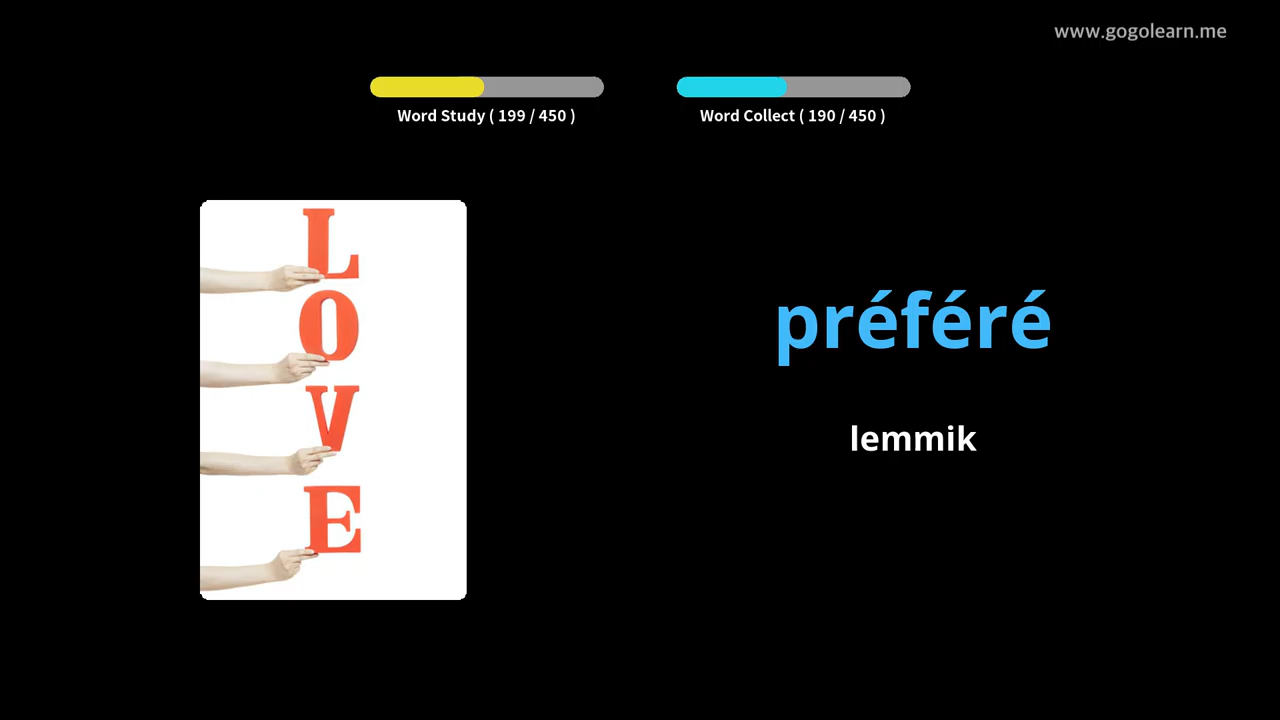 www.gogolearn.me
Word Study ( 199 / 450 )
Word Collect ( 190 / 450 )
L
O
V
E
préféré
lemmik